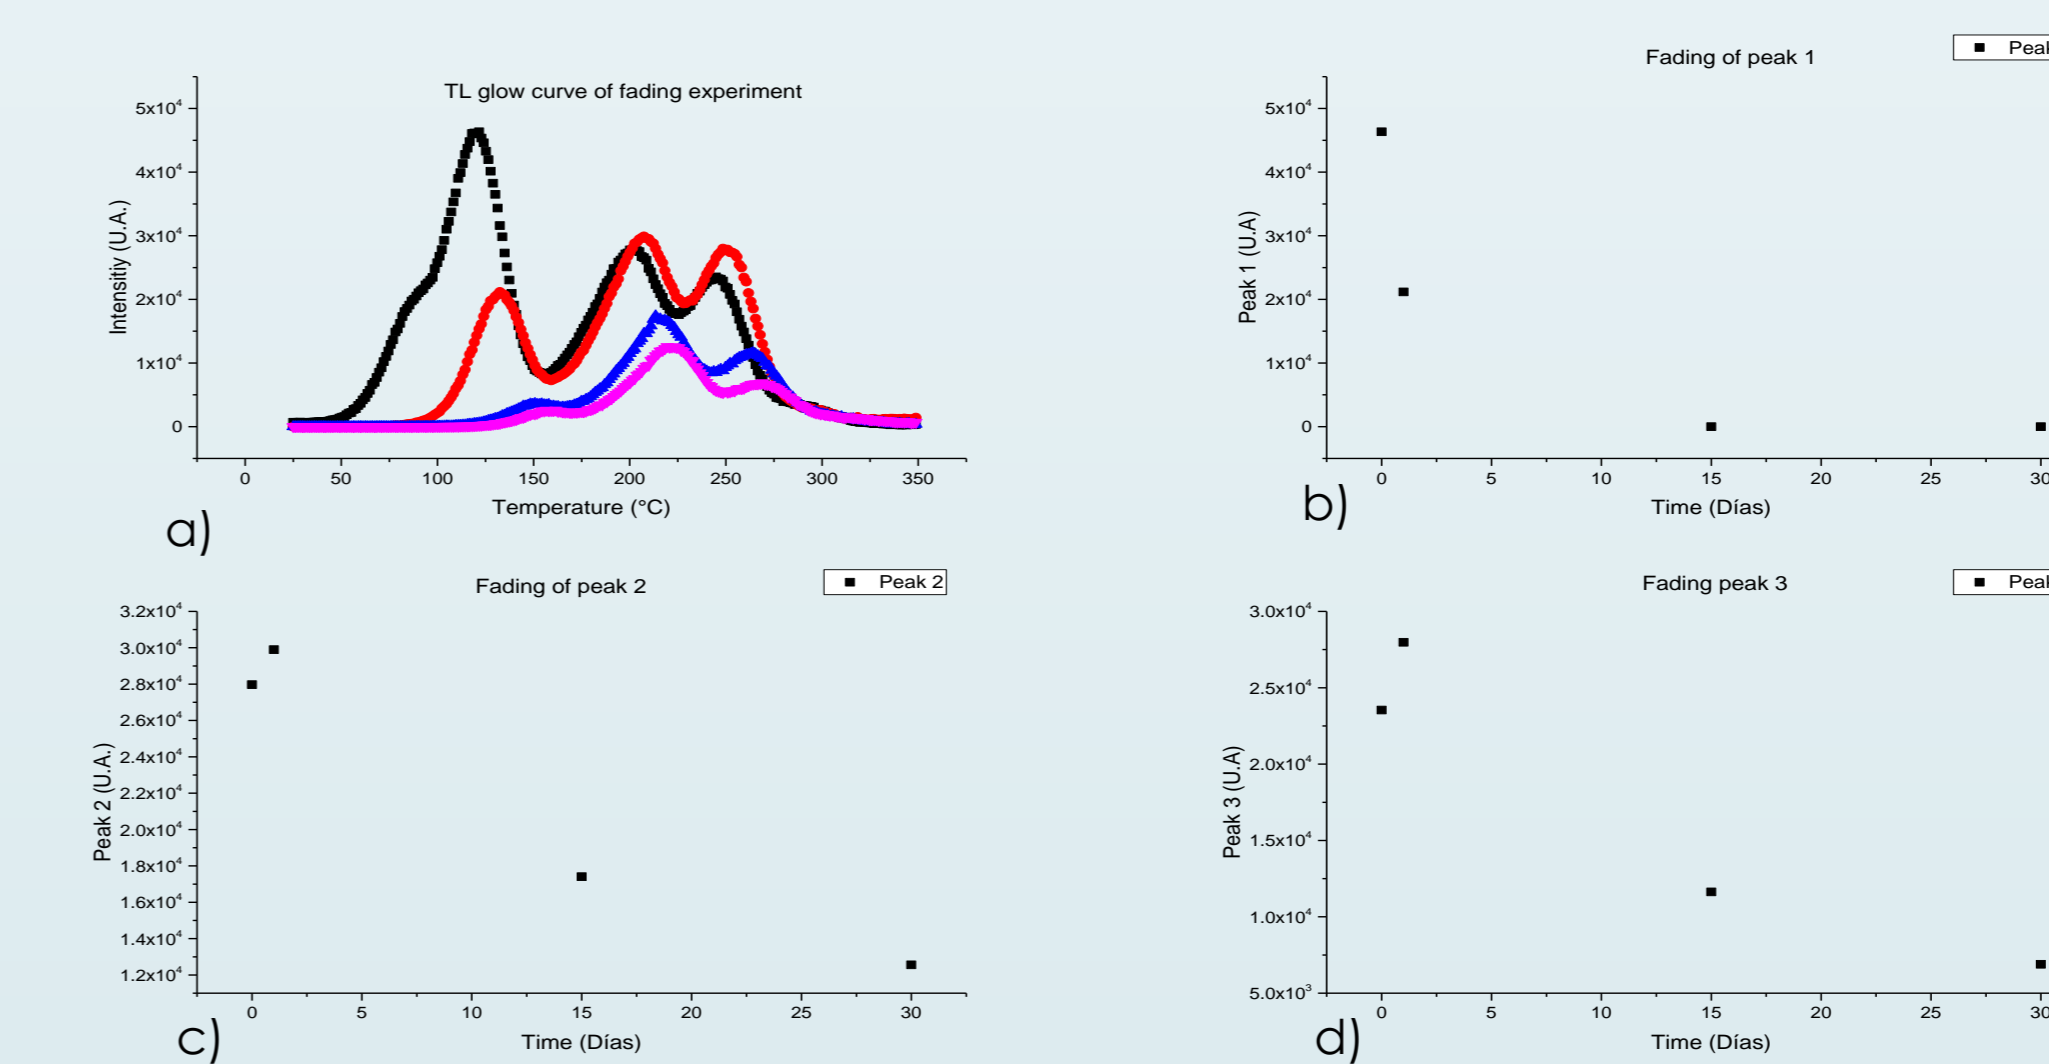 TL glow curve of fading experiment
5x10⁴
4x10⁴
3x10⁴
2x10⁴
1x10⁴
0
Intensitiy (U.A.)
0 50 100 150 200 250 300 350
Temperature (°C)
a)
Fading of peak 1
Peak
5x10⁴
4x10⁴
3x10⁴
2x10⁴
1x10⁴
0
Peak 1 (U.A)
0 5 10 15 20 25 30
Time (Días)
b)
Fading of peak 2
Peak 2
3.2x10⁴
3.0x10⁴
2.8x10⁴
2.6x10⁴
2.4x10⁴
2.2x10⁴
2.0x10⁴
1.8x10⁴
1.6x10⁴
1.4x10⁴
1.2x10⁴
Peak 2 (U.A.)
0 5 10 15 20 25 30
Time (Días)
c)
Fading peak 3
Peak
3.0x10⁴
2.5x10⁴
2.0x10⁴
1.5x10⁴
1.0x10⁴
5.0x10³
Peak 3 (U.A)
0 5 10 15 20 25 30
Time (Días)
d)